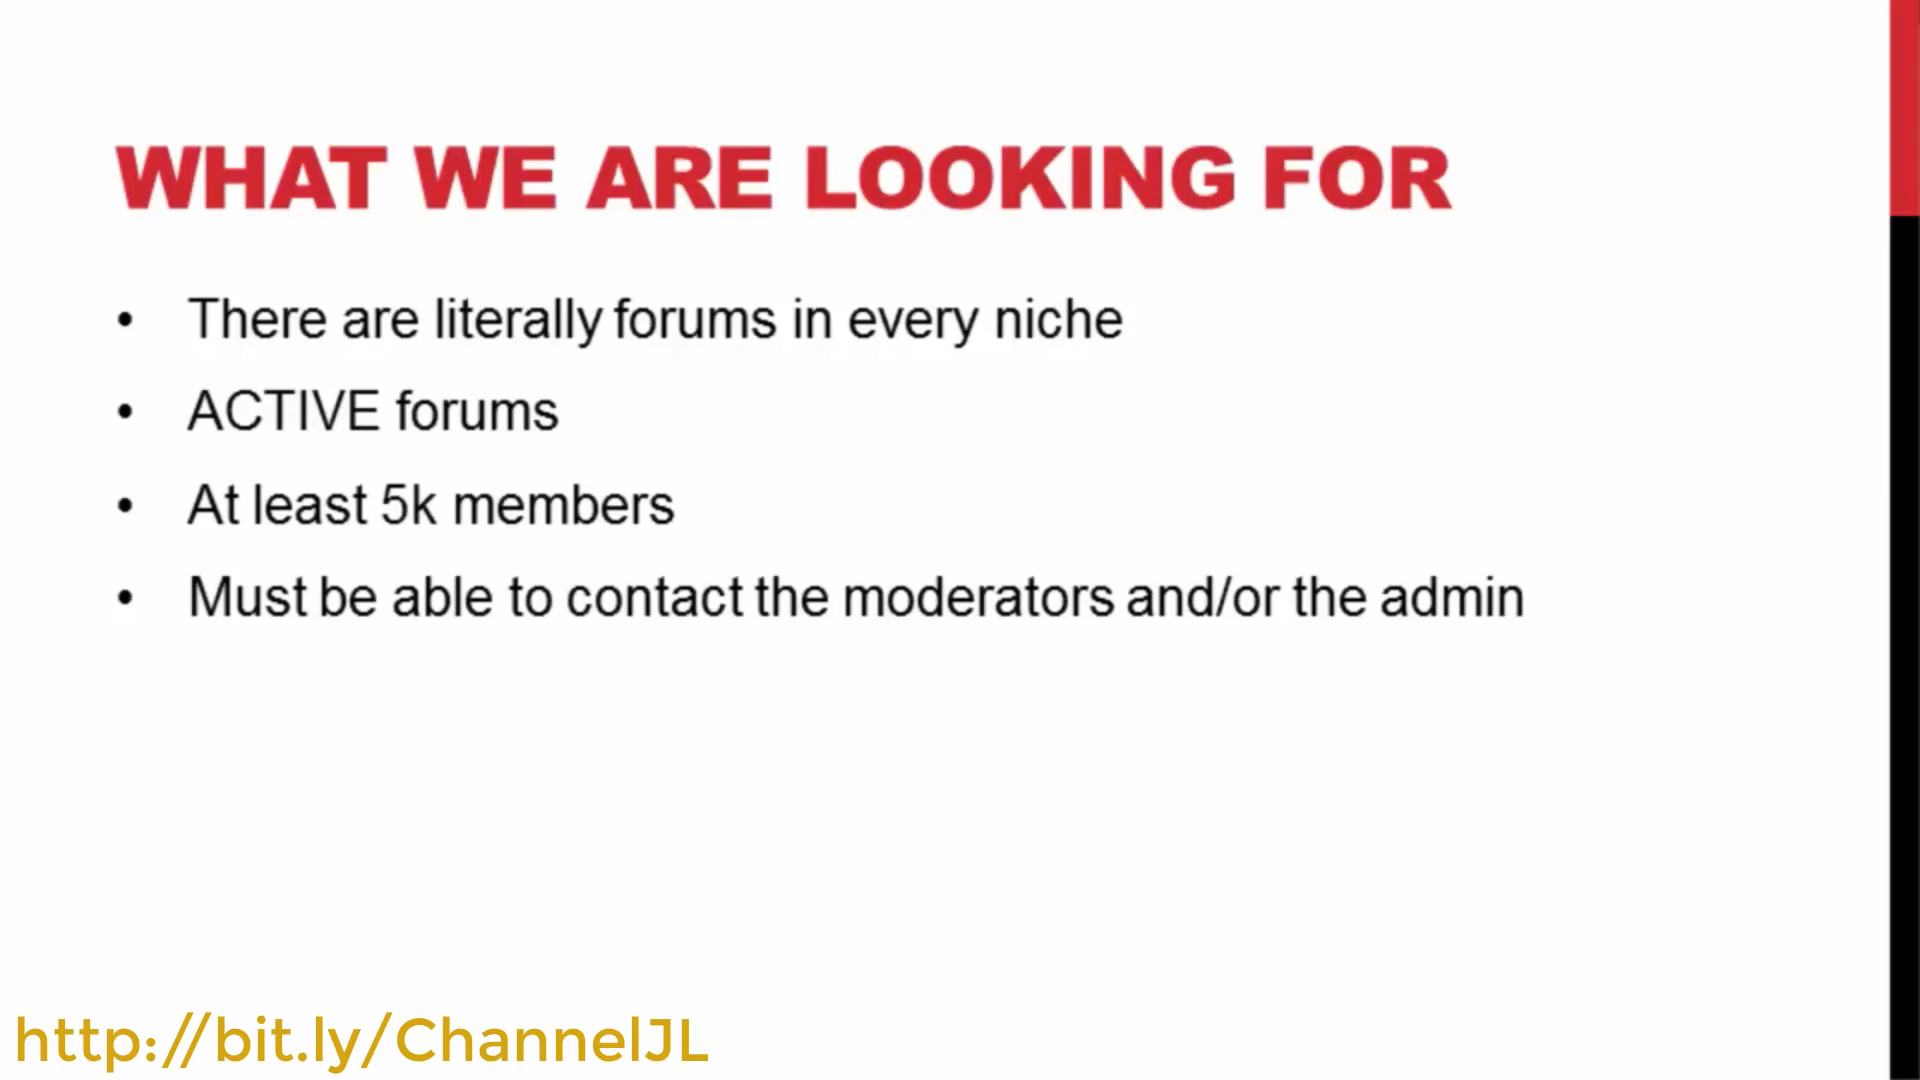 WHAT WE ARE LOOKING FOR
• There are literally forums in every niche
• ACTIVE forums
• At least 5k members
• Must be able to contact the moderators and/or the admin
http://bit.ly/ChannelJL